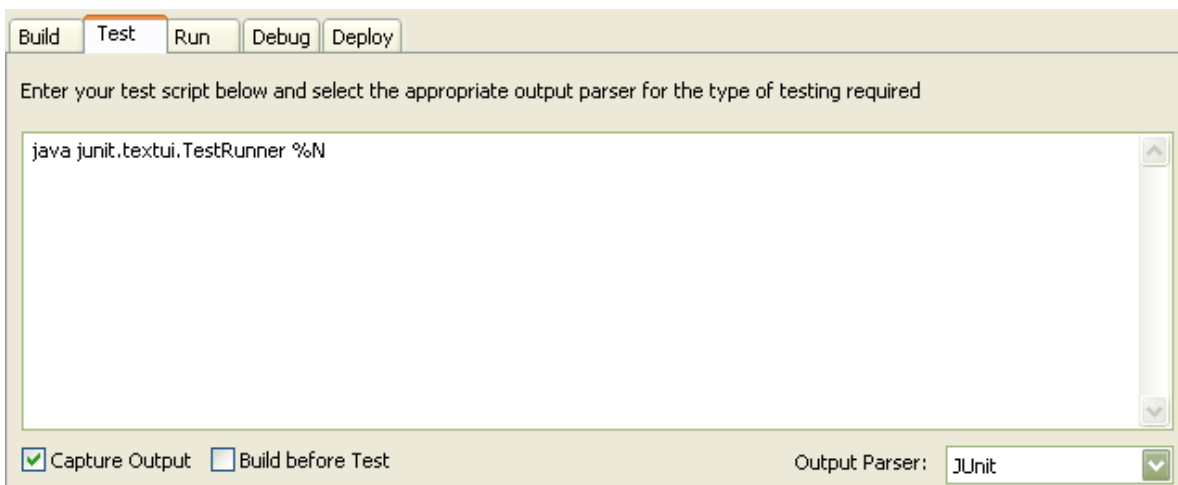 Build Test Run Debug Deploy
Enter your test script below and select the appropriate output parser for the type of testing required
java junit.textui.TestRunner %N
Capture Output Build before Test Output Parser: JUnit